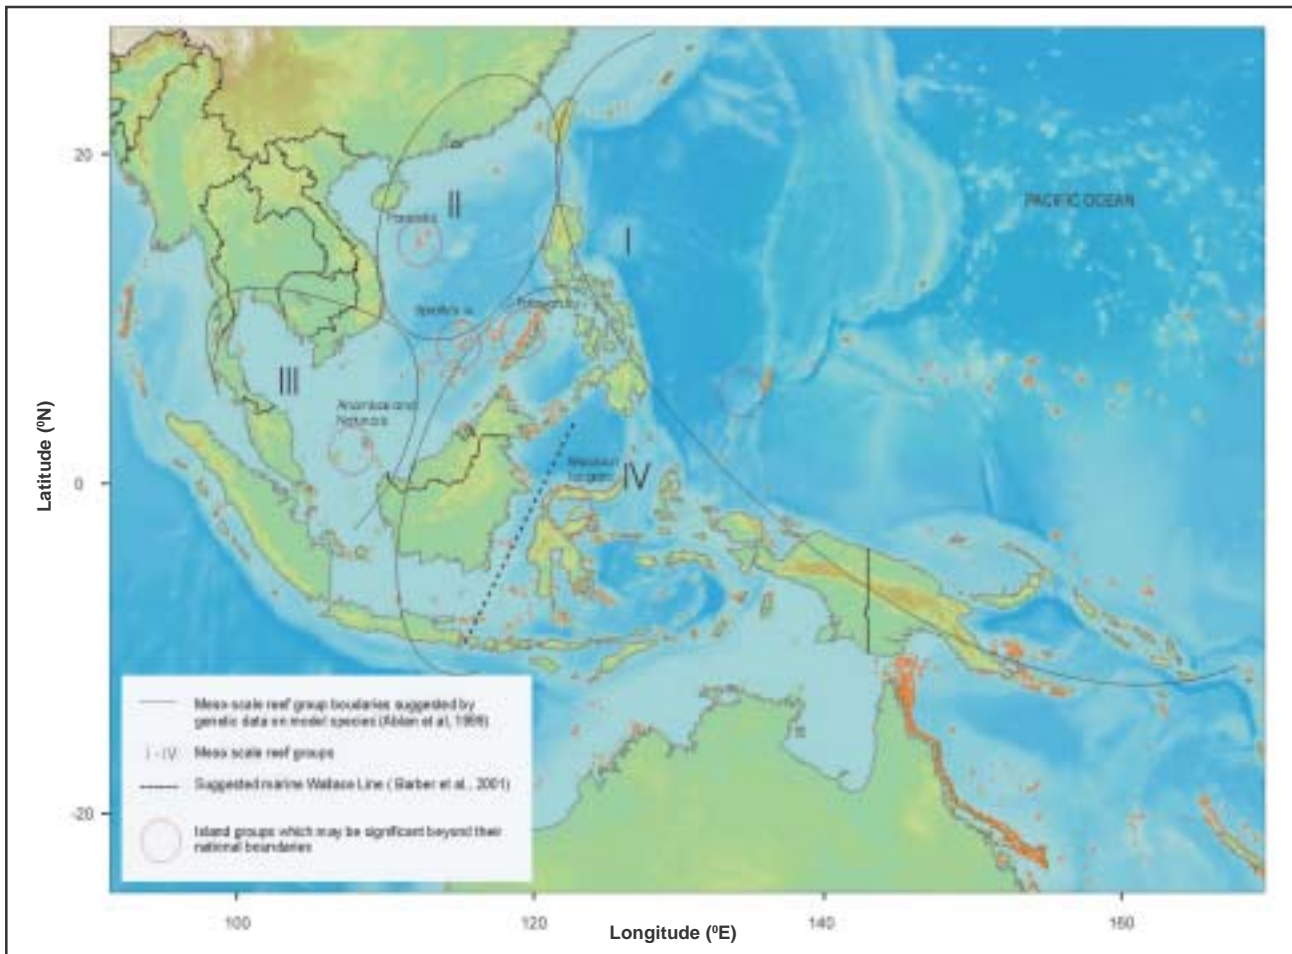 PACIFIC OCEAN
20
II
Paracels
I
Spratlys
III
Anambas and
Natunas
0
IV
Latitude (⁰N)
Meso scale reef group boudaries suggested by
genetic data on model species (Ablan et al,
I - IV Meso scale reef groups
Suggested marine Wallace Line ( Barber et al., 2001)
-20
Island groups which may be significant beyond their
national boundaries
100
120
140
160
Longitude (⁰E)